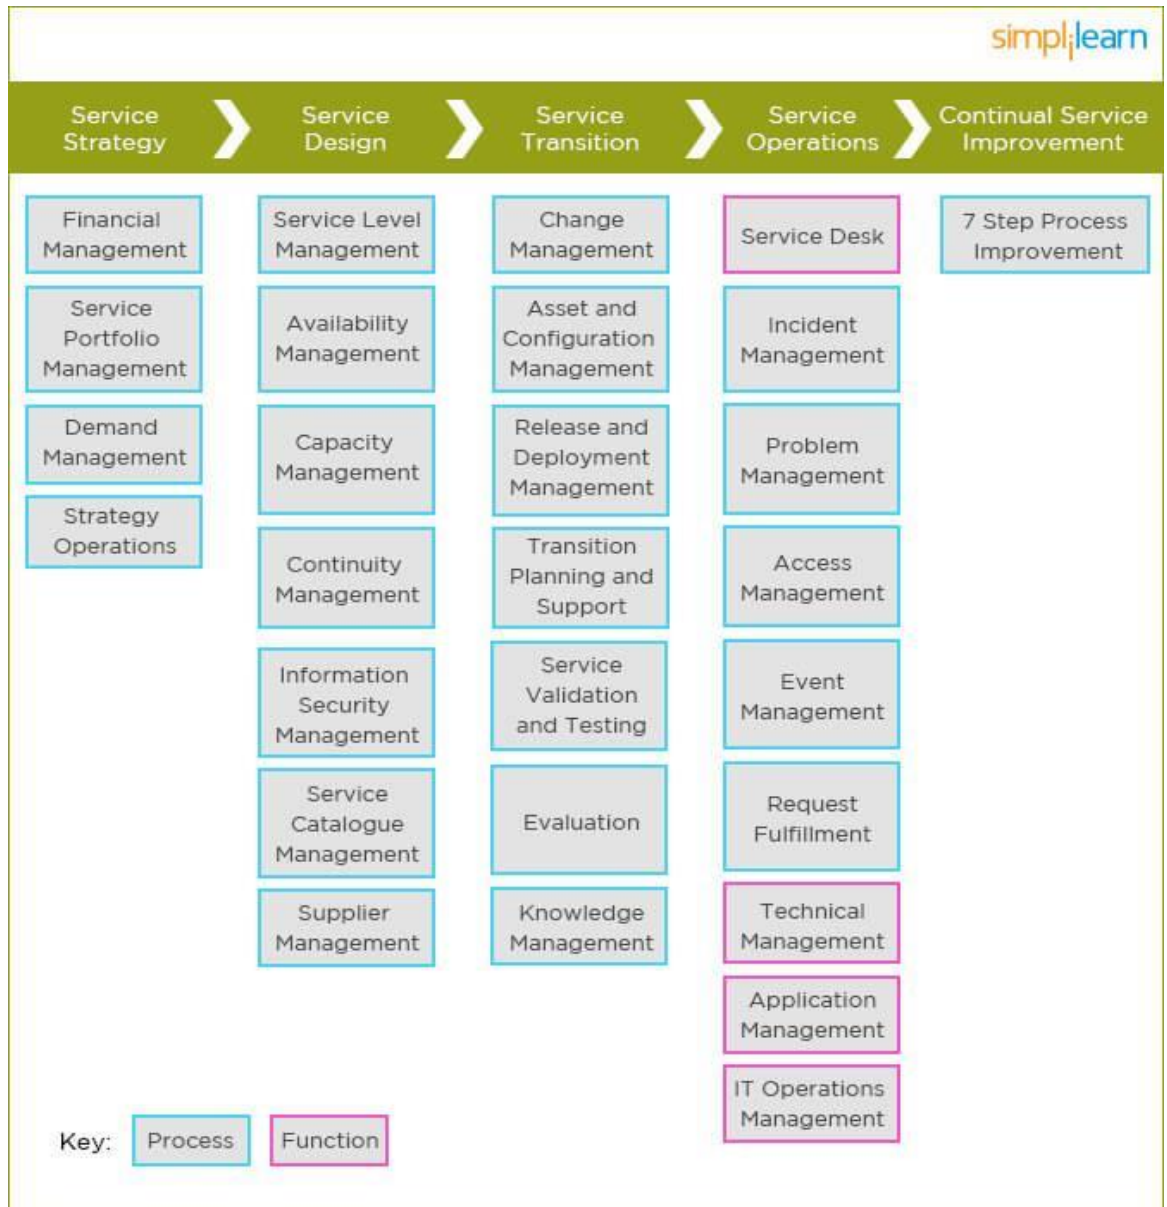 simplilearn
Service
Strategy
Service
Design
Service
Transition
Service
Operations
Continual Service
Improvement
Financial
Management
Service
Portfolio
Management
Demand
Management
Strategy
Operations
Service Level
Management
Availability
Management
Capacity
Management
Continuity
Management
Information
Security
Management
Service
Catalogue
Management
Supplier
Management
Change
Management
Asset and
Configuration
Management
Release and
Deployment
Management
Transition
Planning and
Support
Service
Validation
and Testing
Evaluation
Knowledge
Management
Service Desk
Incident
Management
Problem
Management
Access
Management
Event
Management
Request
Fulfillment
Technical
Management
Application
Management
IT Operations
Management
7 Step Process
Improvement
Key:
Process
Function